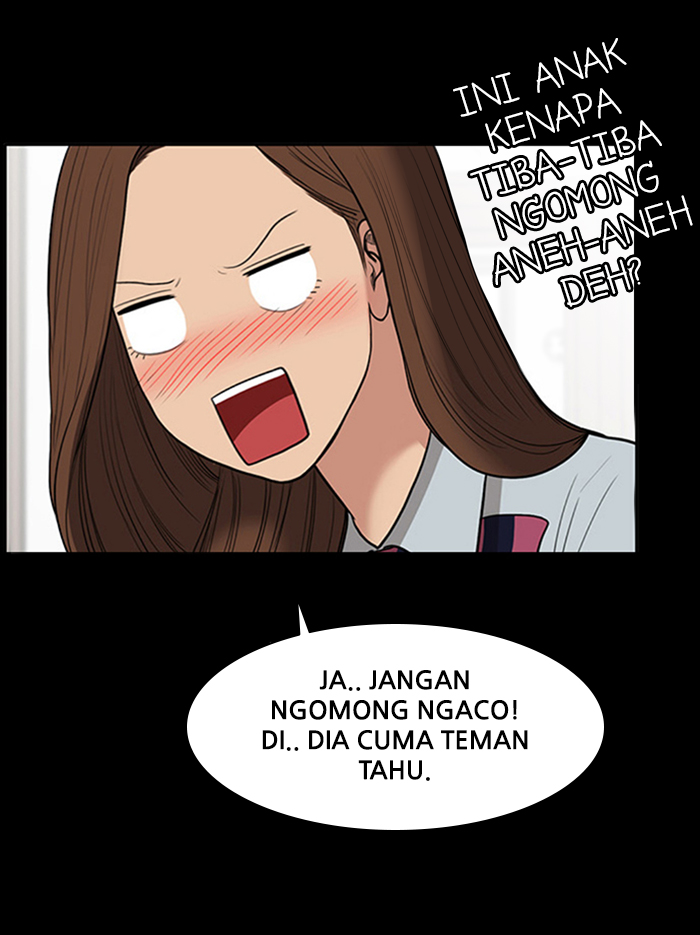 INI ANAK
KENAPA
TIBA-TIBA
NGOMONG
ANEH-ANEH
DEH?
JA.. JANGAN
NGOMONG NGACO!
DI.. DIA CUMA TEMAN
TAHU.